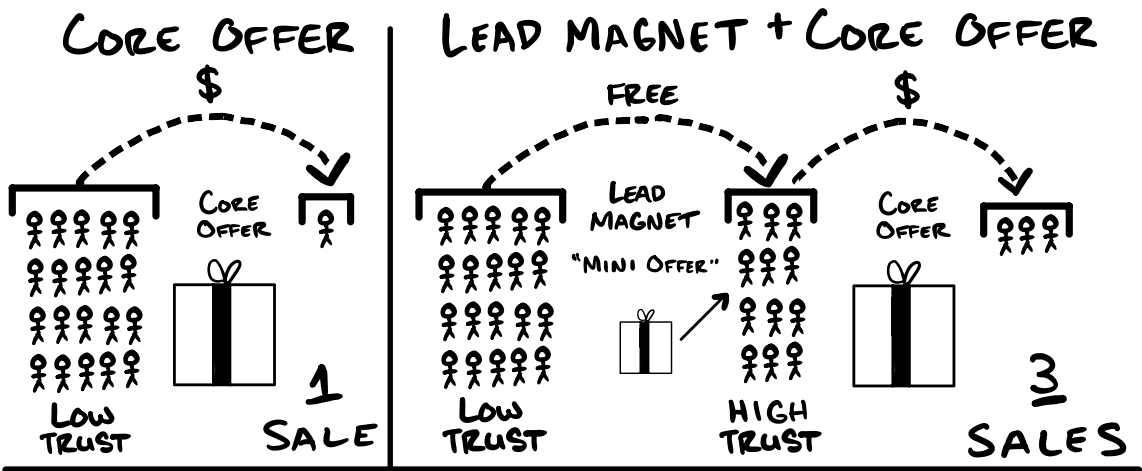 CORE OFFER
$
CORE
OFFER
LOW
TRUST
1
SALE
LEAD MAGNET + CORE OFFER
FREE
$
LEAD
MAGNET
"MINI OFFER"
CORE
OFFER
LOW
TRUST
HIGH
TRUST
3
SALES